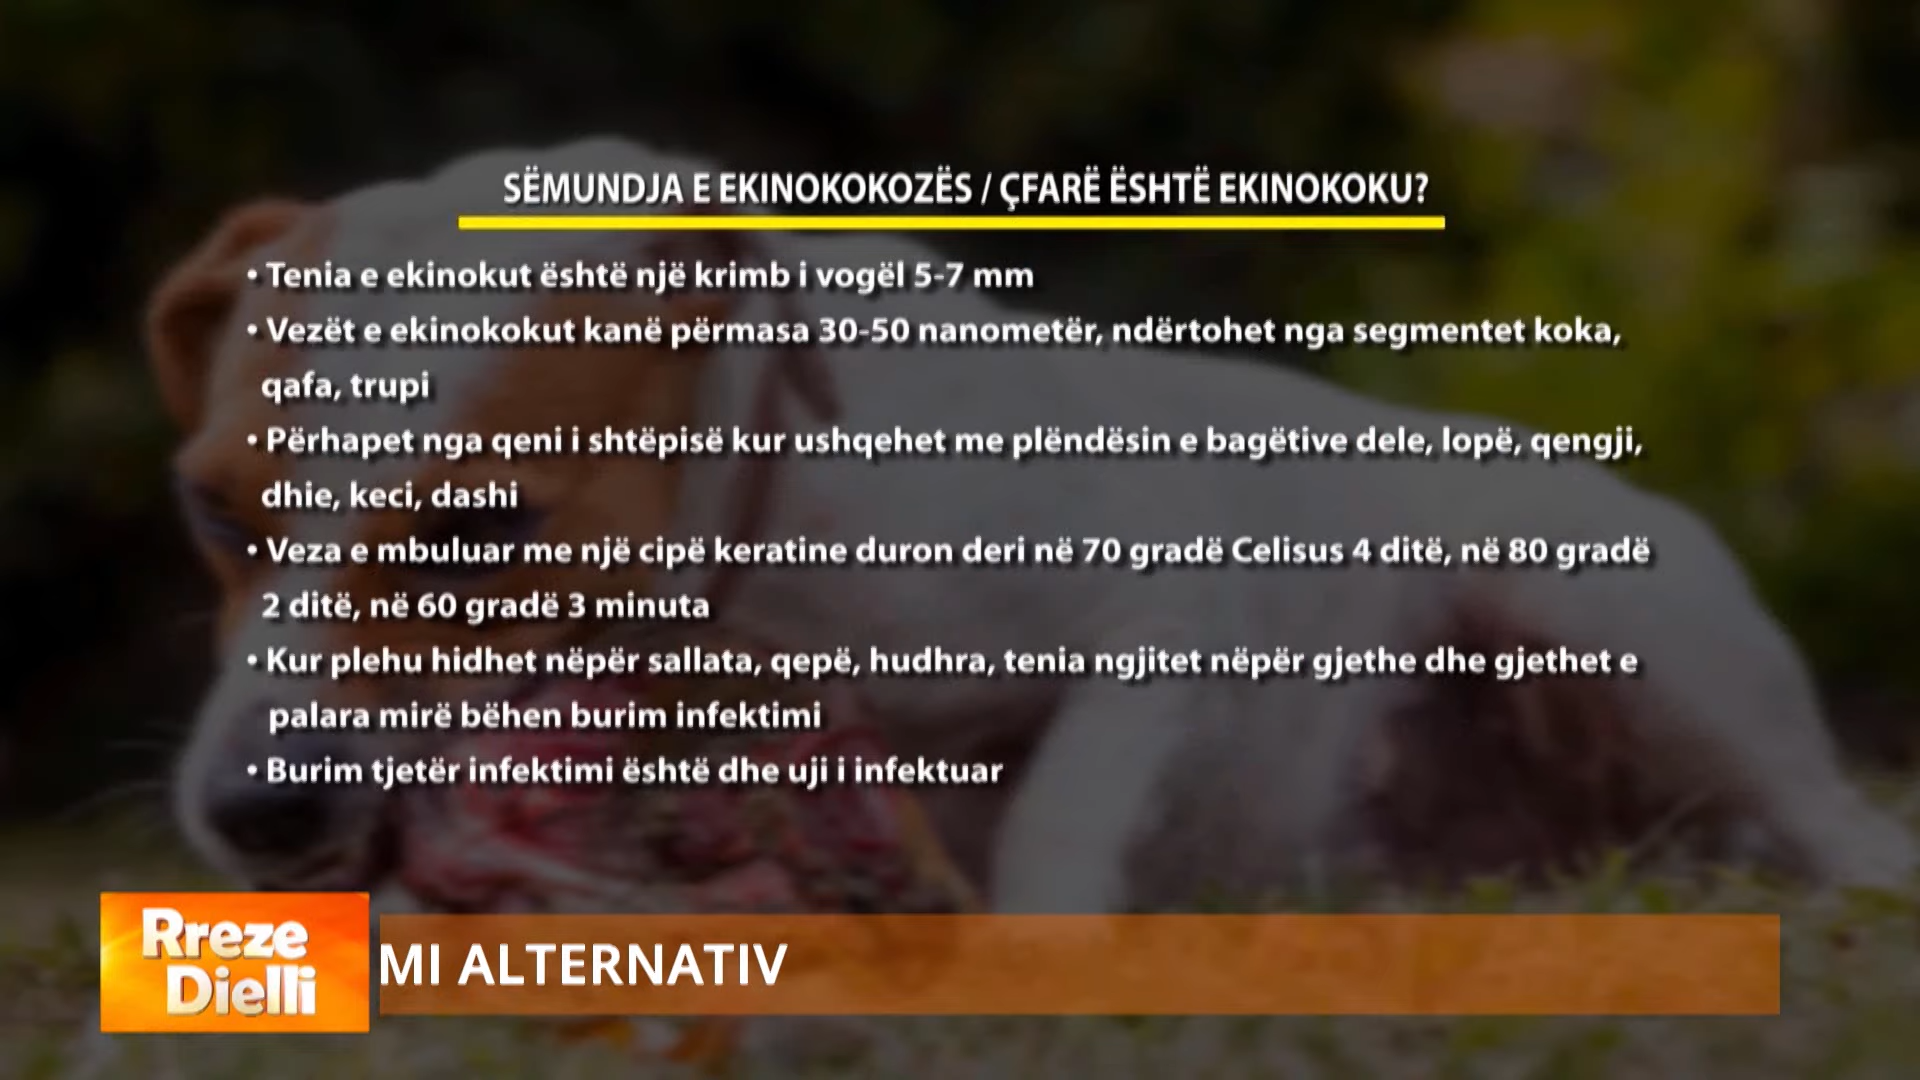 SËMUNDJA E EKINOKOKOZËS / ÇFARË ËSHTË EKINOKOKU?
• Tenia e ekinokut është një krimb i vogël 5-7 mm
• Vezët e ekinokokut kanë përmasa 30-50 nanometër, ndërtohet nga segmentet koka,
qafa, trupi
• Përhapet nga qeni i shtëpisë kur ushqehet me plëndësin e bagëtive dele, lopë, qengji,
dhie, keci, dashi
• Veza e mbuluar me një cipë keratine duron deri në 70 gradë Celisus 4 ditë, në 80 gradë
2 ditë, në 60 gradë 3 minuta
• Kur plehu hidhet nëpër sallata, qepë, hudhra, tenia ngjitet nëpër gjethe dhe gjethet e
palara mirë bëhen burim infektimi
• Burim tjetër infektimi është dhe uji i infektuar
Rreze
Dielli
MI ALTERNATIV